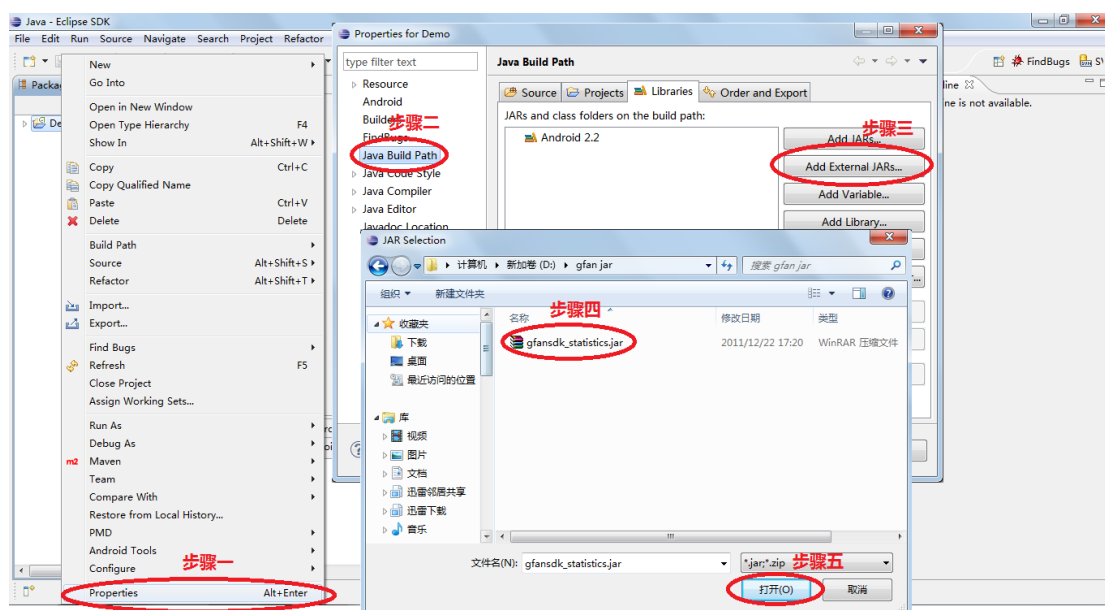 Java - Eclipse SDK
File Edit Run Source Navigate Search Project Refactor
FindBugs
New
Go Into
Open in New Window
Open Type Hierarchy F4
Show In Alt+Shift+W
Copy Ctrl+C
Copy Qualified Name
Paste Ctrl+V
Delete Delete
Build Path
Source Alt+Shift+S
Refactor Alt+Shift+T
Import...
Export...
Find Bugs
Refresh F5
Close Project
Assign Working Sets...
Run As
Debug As
m2 Maven
Team
Compare With
Restore from Local History...
PMD
Android Tools
步骤一
Configure
Properties Alt+Enter
Properties for Demo
type filter text
Resource
Android
Builders
步骤二
FindBugs
Java Build Path
Java Code Style
Java Compiler
Java Editor
Javadoc Location
Java Build Path
Source Projects Libraries Order and Export
JARs and class folders on the build path:
Android 2.2
步骤三
Add JARs...
Add External JARs...
Add Variable...
Add Library...
line is not available.
JAR Selection
计算机 新加卷 (D:) gfan jar
搜索 gfan jar
组织 新建文件夹
步骤四
名称 修改日期 类型
gfansdk_statistics.jar 2011/12/22 17:20 WinRAR 压缩文件
收藏夹
下载
桌面
最近访问的位置
库
视频
图片
文档
迅雷邻居共享
迅雷下载
音乐
文件名(N): gfansdk_statistics.jar *.jar;*.zip
步骤五
打开(O) 取消